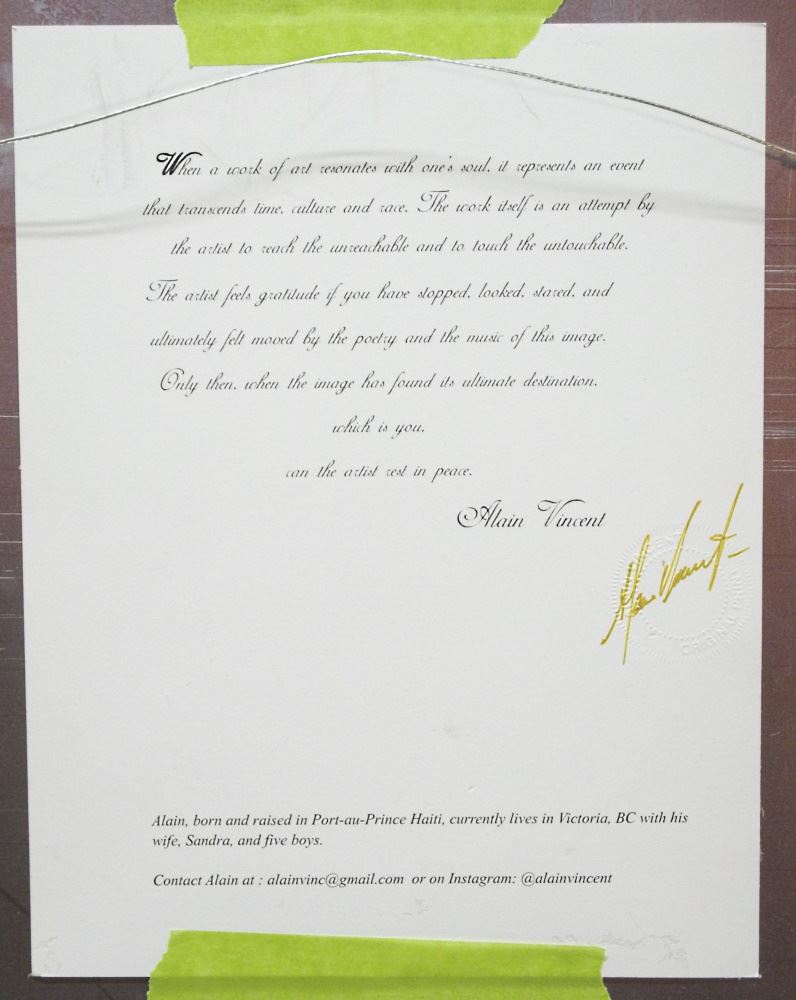 When a work of art resonates with one's soul, it represents an event
that transcends time, culture and race. The work itself is an attempt by
the artist to reach the unreachable and to touch the untouchable.
The artist feels gratitude if you have stopped, looked, stared, and
ultimately felt moved by the poetry and the music of this image.
Only then, when the image has found its ultimate destination,
which is you,
can the artist rest in peace.
Alain Vincent
Alain Vincent
ORIGINAL
Alain, born and raised in Port-au-Prince Haiti, currently lives in Victoria, BC with his
wife, Sandra, and five boys.
Contact Alain at : alainvinc@gmail.com or on Instagram: @alainvincent